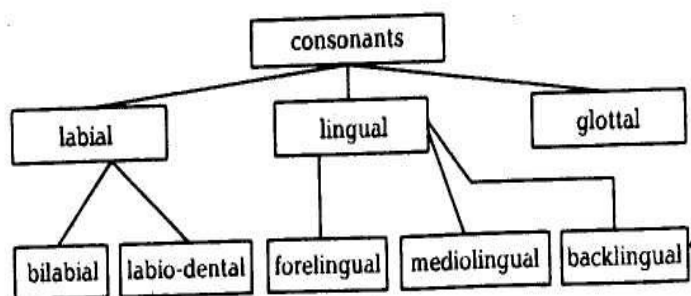 consonants
labial
lingual
glottal
bilabial
labio-dental
forelingual
mediolingual
backlingual